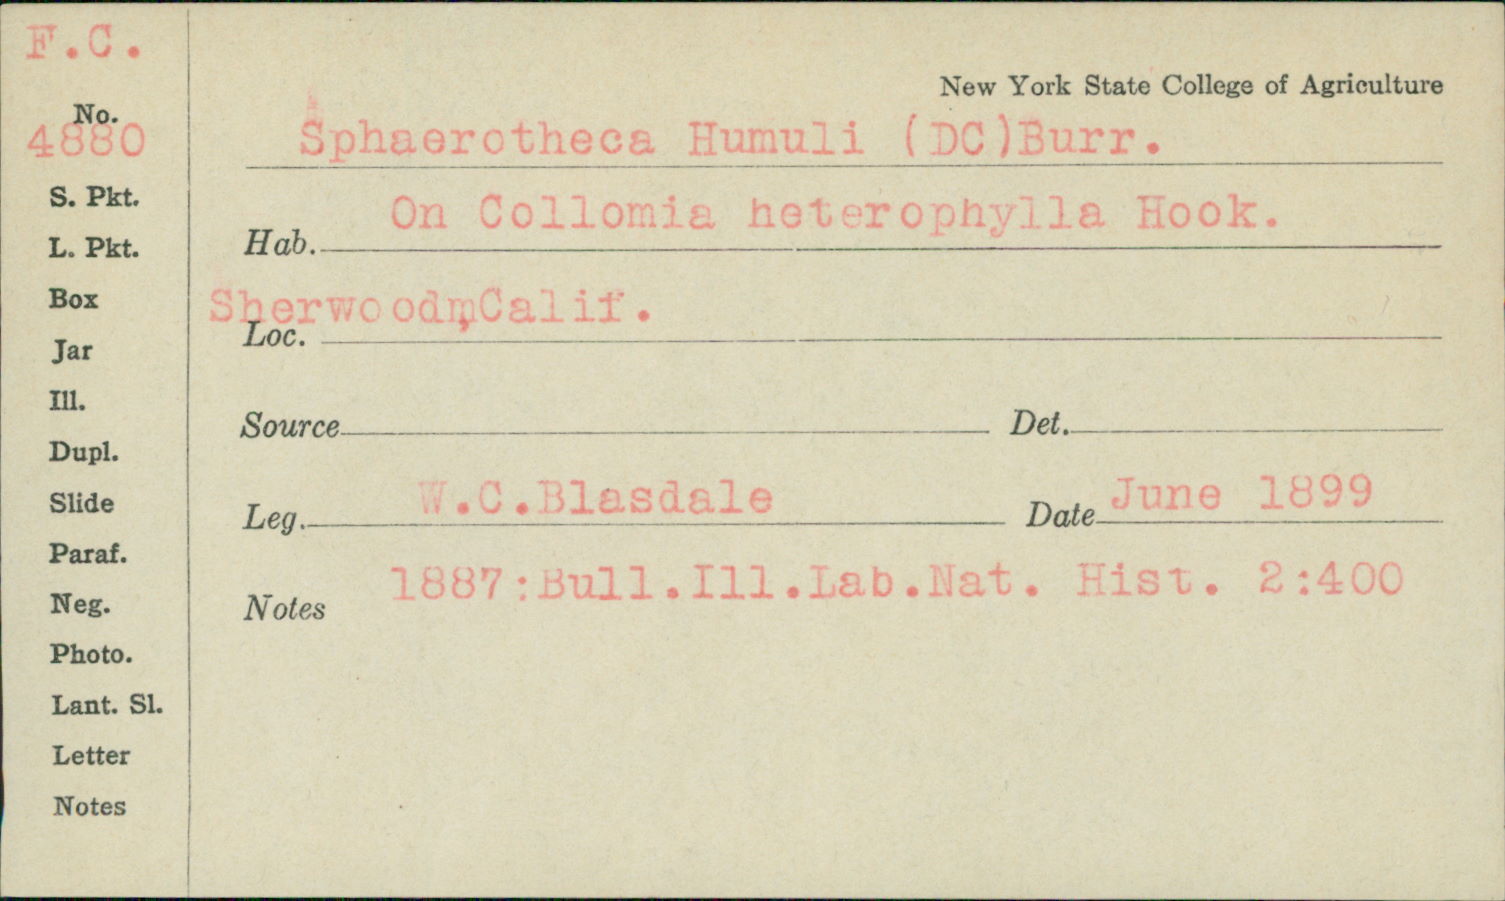 F.C.
No.
4880
S. Pkt.
L. Pkt.
Box
Jar
Ill.
Dupl.
Slide
Paraf.
Neg.
Photo.
Lant. Sl.
Letter
Notes
New York State College of Agriculture
Sphaerotheca Humuli (DC)Burr.
Hab. On Collomia heterophylla Hook.
Loc. Sherwood,Calif.
Source Det.
Leg. W.C.Blasdale Date June 1899
Notes 1887:Bull.Ill.Lab.Nat. Hist. 2:400